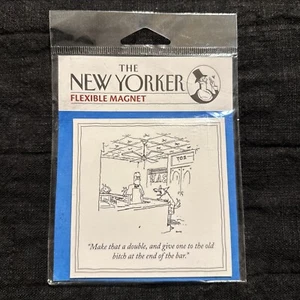 THE
NEW YORKER
FLEXIBLE MAGNET
"Make that a double, and give one to the old
bitch at the end of the bar."